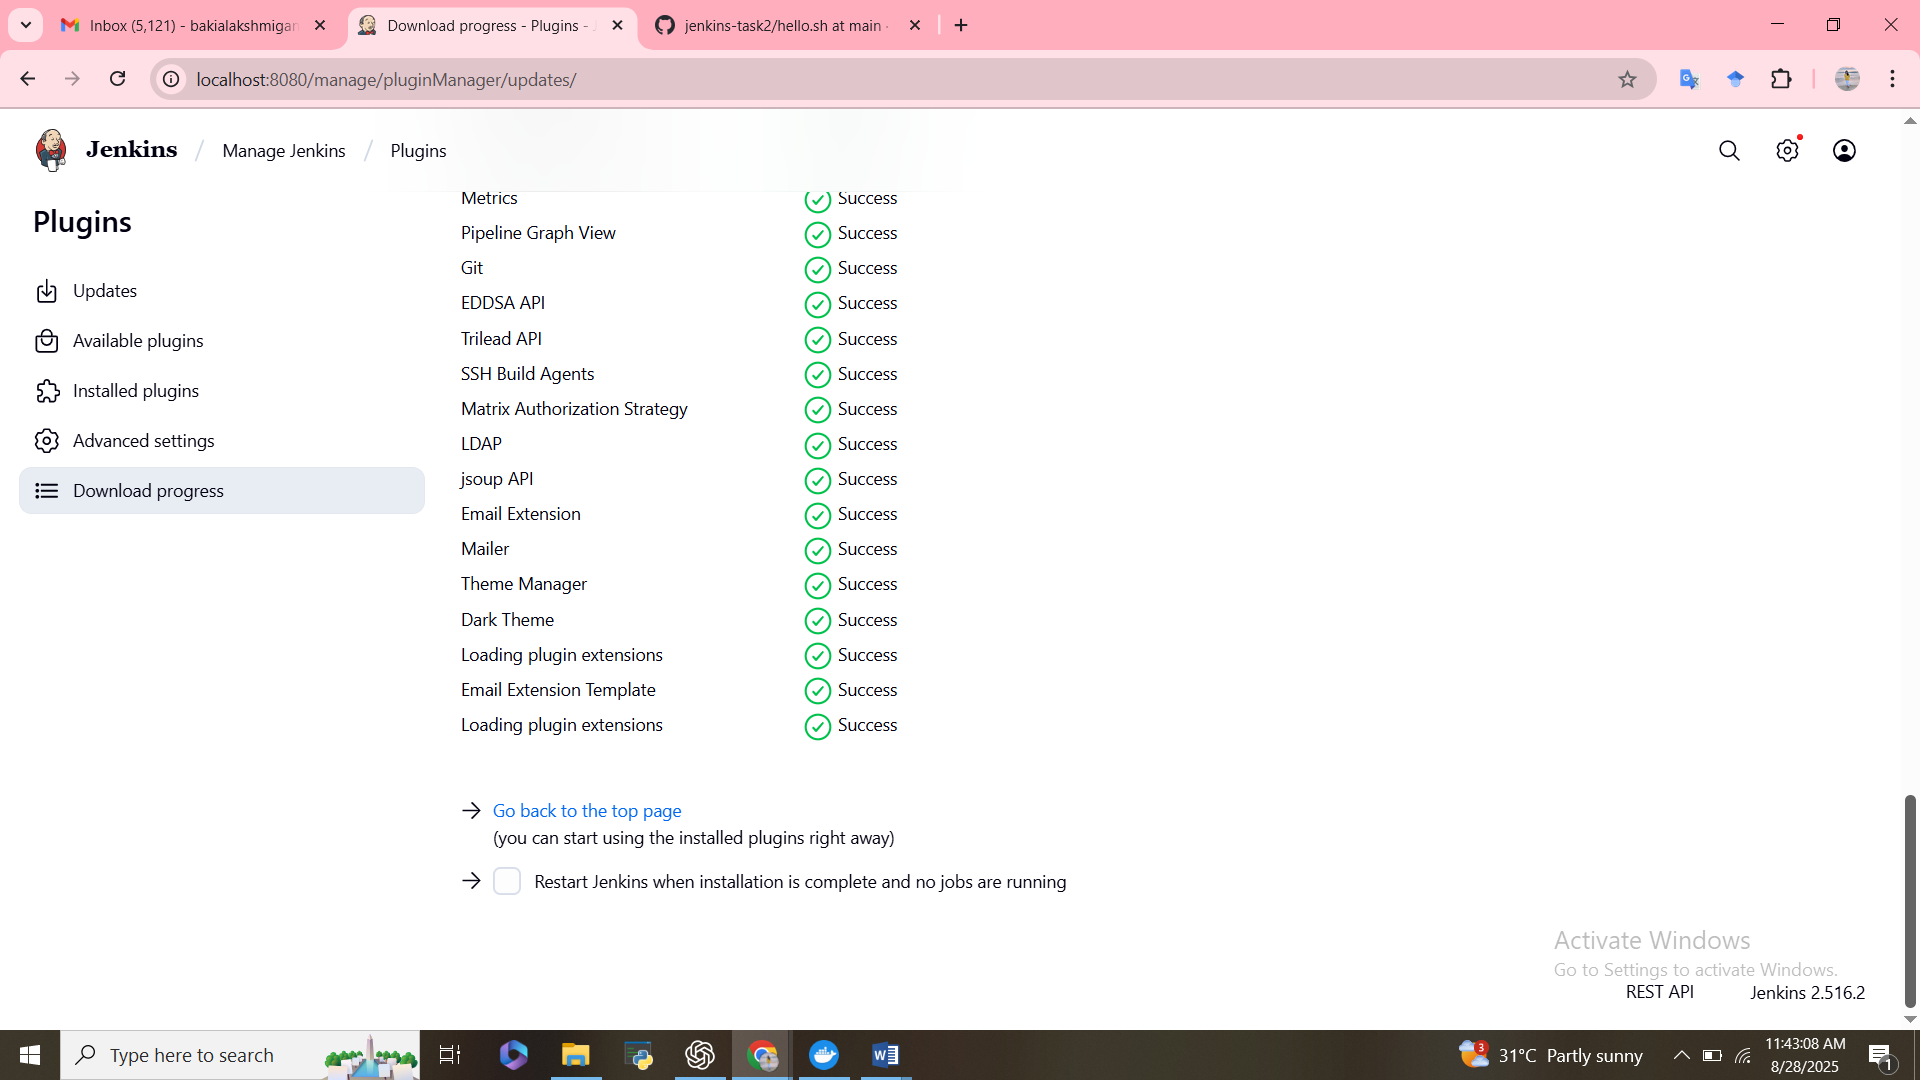 Inbox (5,121) - bakialakshmigan
Download progress - Plugins - J
jenkins-task2/hello.sh at main ·
localhost:8080/manage/pluginManager/updates/
Jenkins / Manage Jenkins / Plugins
Plugins
Updates
Available plugins
Installed plugins
Advanced settings
Download progress
Metrics Success
Pipeline Graph View Success
Git Success
EDDSA API Success
Trilead API Success
SSH Build Agents Success
Matrix Authorization Strategy Success
LDAP Success
jsoup API Success
Email Extension Success
Mailer Success
Theme Manager Success
Dark Theme Success
Loading plugin extensions Success
Email Extension Template Success
Loading plugin extensions Success
Go back to the top page
(you can start using the installed plugins right away)
Restart Jenkins when installation is complete and no jobs are running
Activate Windows
Go to Settings to activate Windows.
REST API Jenkins 2.516.2
Type here to search
3
31°C Partly sunny
11:43:08 AM
8/28/2025
1